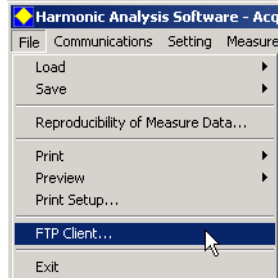 Harmonic Analysis Software - Acq
File Communications Setting Measure
Load
Save
Reproducibility of Measure Data...
Print
Preview
Print Setup...
FTP Client...
Exit